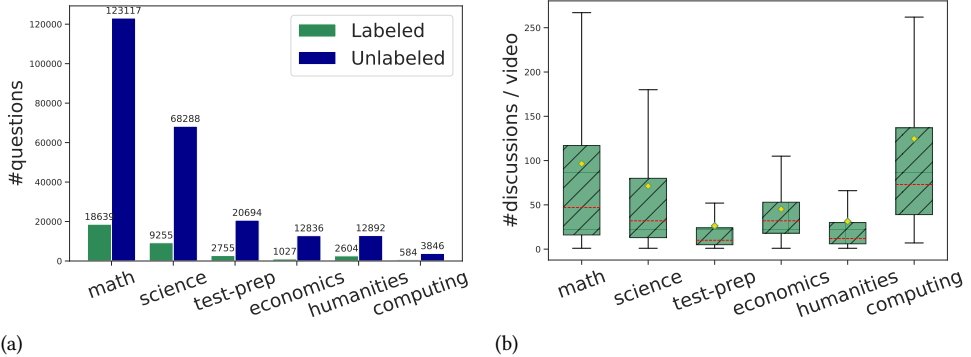 #questions
120000
100000
80000
60000
40000
20000
0
Labeled
Unlabeled
123117
18639
68288
9255
20694
2755
12836
1027
12892
2604
3846
584
math
science
test-prep
economics
humanities
computing
(a)
#discussions / video
250
200
150
100
50
0
math
science
test-prep
economics
humanities
computing
(b)